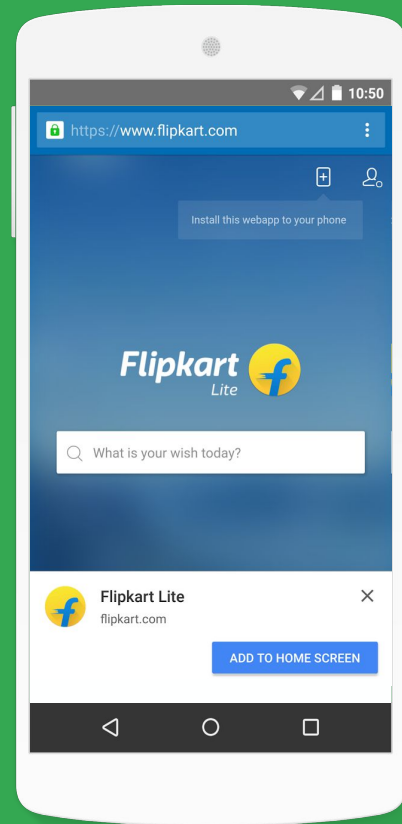 10:50
https://www.flipkart.com
Install this webapp to your phone
Flipkart
Lite
What is your wish today?
Flipkart Lite
flipkart.com
ADD TO HOME SCREEN